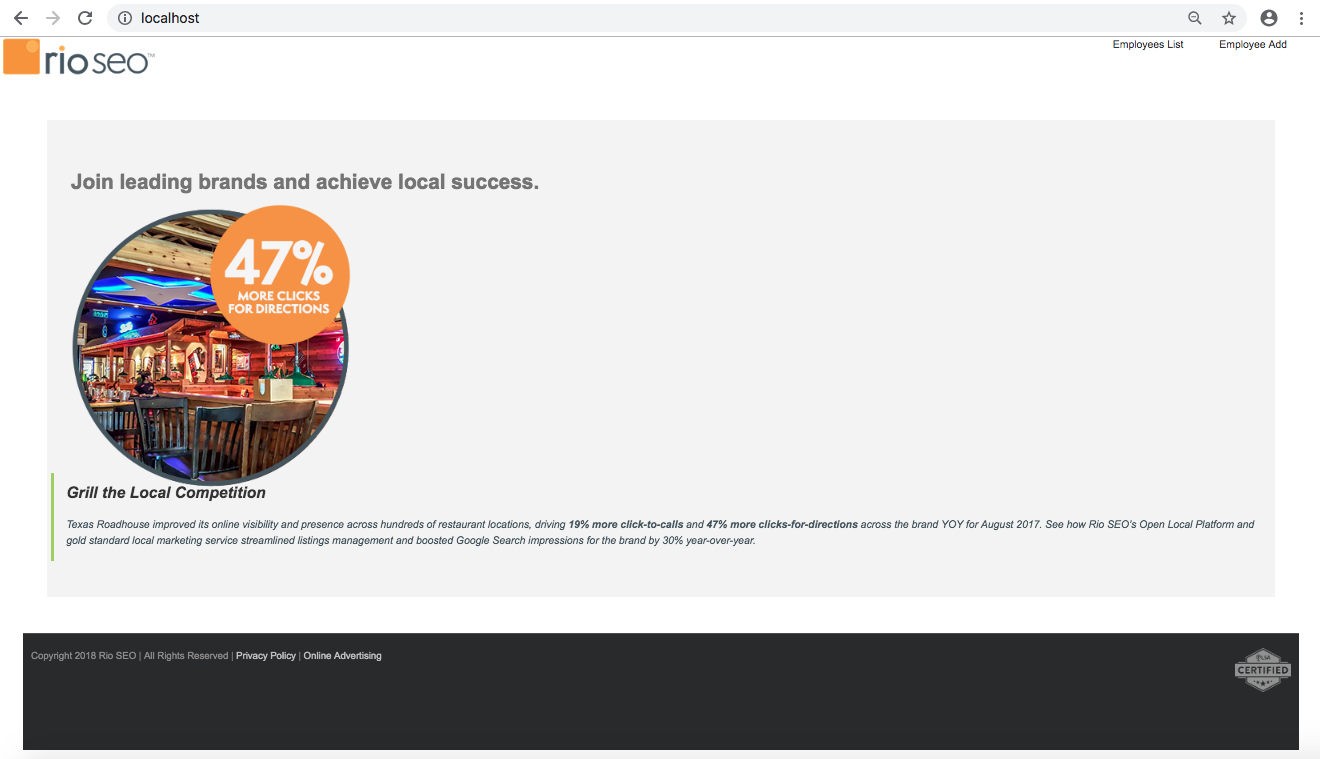 localhost
rio seo™
Employees List Employee Add
Join leading brands and achieve local success.
47%
MORE CLICKS
FOR DIRECTIONS
Grill the Local Competition
Texas Roadhouse improved its online visibility and presence across hundreds of restaurant locations, driving 19% more click-to-calls and 47% more clicks-for-directions across the brand YOY for August 2017. See how Rio SEO's Open Local Platform and
gold standard local marketing service streamlined listings management and boosted Google Search impressions for the brand by 30% year-over-year.
Copyright 2018 Rio SEO | All Rights Reserved | Privacy Policy | Online Advertising
CERTIFIED